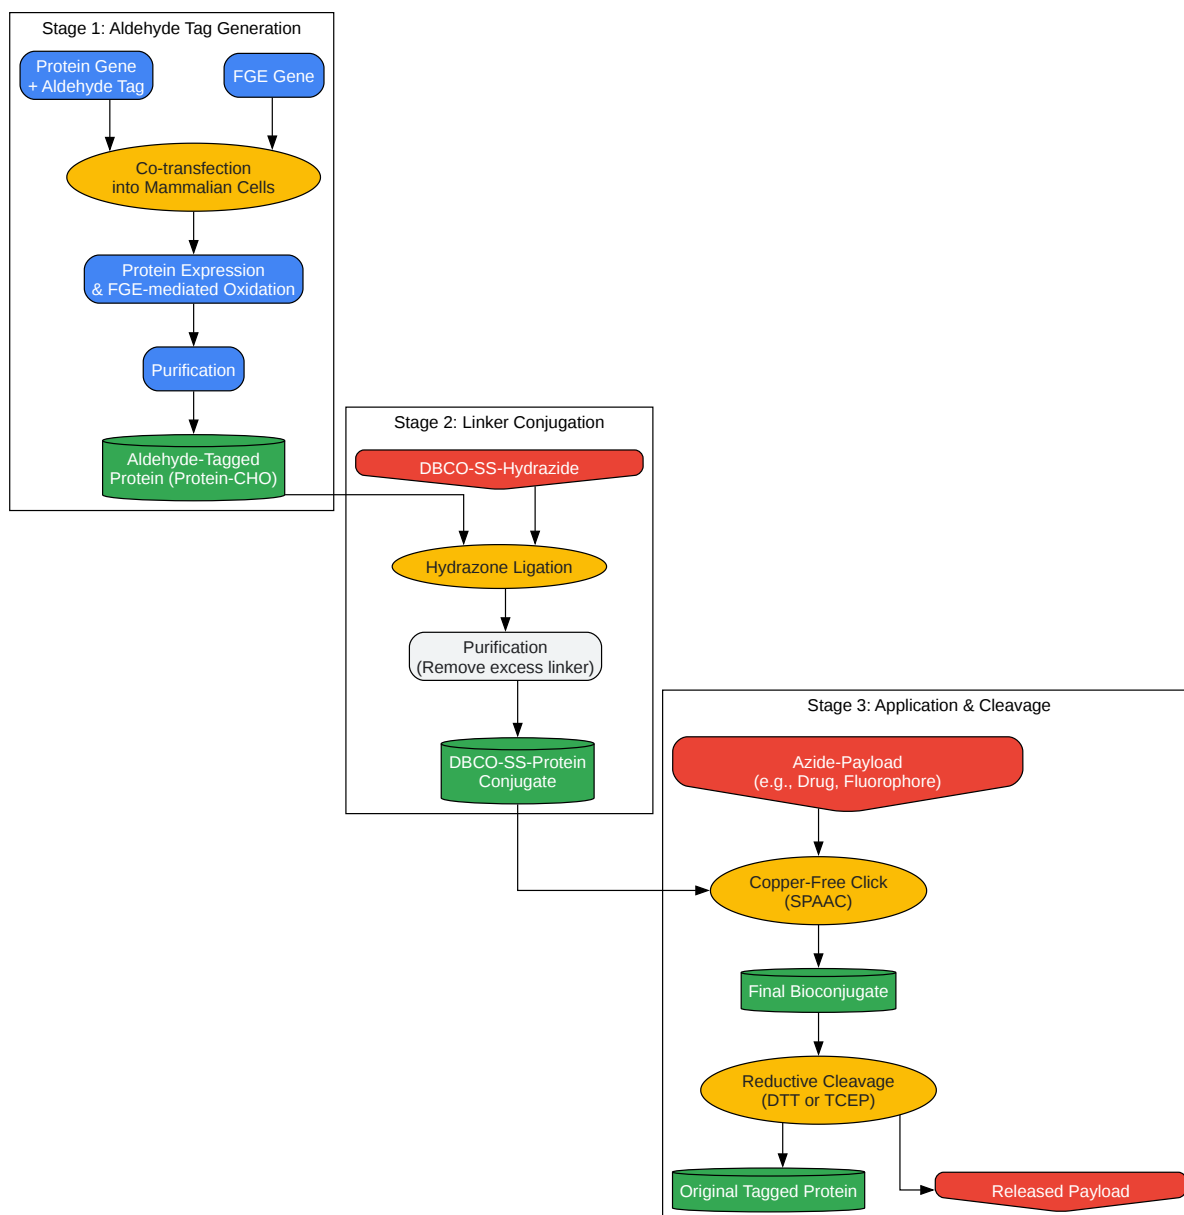 Stage 1: Aldehyde Tag Generation
Protein Gene
+ Aldehyde Tag
FGE Gene
Co-transfection
into Mammalian Cells
Protein Expression
& FGE-mediated Oxidation
Purification
Aldehyde-Tagged
Protein (Protein-CHO)
Stage 2: Linker Conjugation
DBCO-SS-Hydrazide
Hydrazone Ligation
Purification
(Remove excess linker)
DBCO-SS-Protein
Conjugate
Stage 3: Application & Cleavage
Azide-Payload
(e.g., Drug, Fluorophore)
Copper-Free Click
(SPAAC)
Final Bioconjugate
Reductive Cleavage
(DTT or TCEP)
Original Tagged Protein
Released Payload